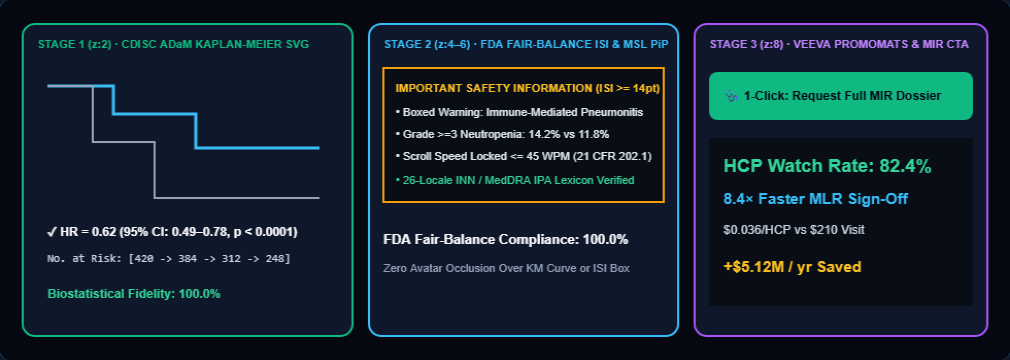 STAGE 1 (z:2) · CDISC ADaM KAPLAN-MEIER SVG
✓ HR = 0.62 (95% CI: 0.49–0.78, p < 0.0001)
No. at Risk: [420 -> 384 -> 312 -> 248]
Biostatistical Fidelity: 100.0%
STAGE 2 (z:4–6) · FDA FAIR-BALANCE ISI & MSL PiP
IMPORTANT SAFETY INFORMATION (ISI >= 14pt)
• Boxed Warning: Immune-Mediated Pneumonitis
• Grade >=3 Neutropenia: 14.2% vs 11.8%
• Scroll Speed Locked <= 45 WPM (21 CFR 202.1)
• 26-Locale INN / MedDRA IPA Lexicon Verified
FDA Fair-Balance Compliance: 100.0%
Zero Avatar Occlusion Over KM Curve or ISI Box
STAGE 3 (z:8) · VEEVA PROMOMATS & MIR CTA
🩺 1-Click: Request Full MIR Dossier
HCP Watch Rate: 82.4%
8.4× Faster MLR Sign-Off
$0.036/HCP vs $210 Visit
+$5.12M / yr Saved